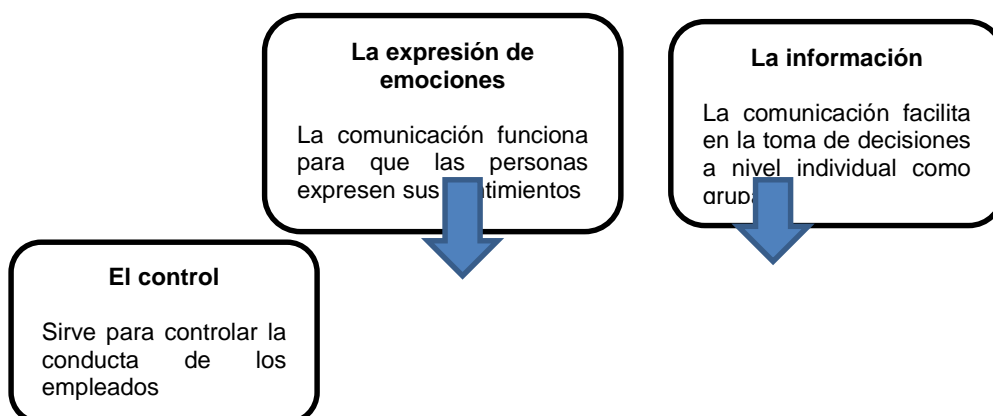 La expresión de
emociones
La comunicación funciona
para que las personas
expresen sus
La información
La comunicación facilita
en la toma de decisiones
a nivel individual como
El control
Sirve para controlar la
conducta de los
empleados